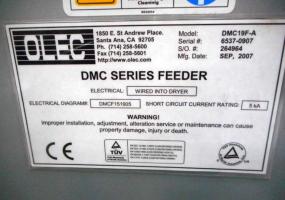 Cleaning
OLEC
1850 E. St Andrew Place.
Santa Ana, CA 92705
Ph (714) 258-5600
Fax (714) 258-5601
http://www.olec.com
Model: DMC19F-A
Serial #: 6537-0907
S/O. #: 264964
Mfg. Date: SEP, 2007
DMC SERIES FEEDER
ELECTRICAL: WIRED INTO DRYER
ELECTRICAL DIAGRAM#: DMCF151905 SHORT CIRCUIT CURRENT RATING: 5 kA
WARNING!
Improper installation, adjustment, alteration service or maintenance can cause
property damage, injury or death.
TÜV